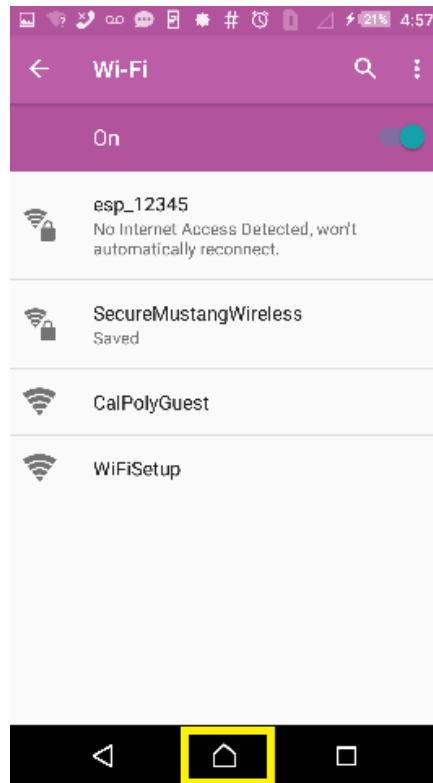 21% 4:57
Wi-Fi
On
esp_12345
No Internet Access Detected, won't
automatically reconnect.
SecureMustangWireless
Saved
CalPolyGuest
WiFiSetup